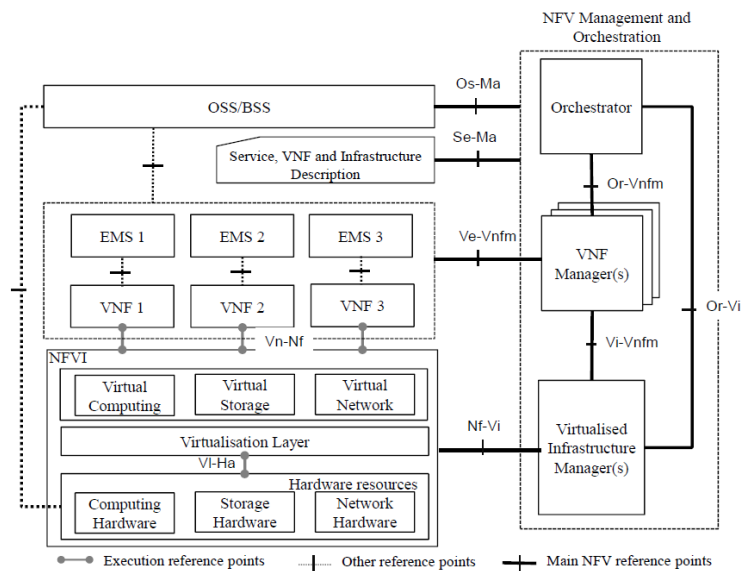 NFV Management and
Orchestration
Os-Ma
OSS/BSS
Orchestrator
Se-Ma
Service, VNF and Infrastructure
Description
Or-Vnfm
EMS 1
EMS 2
EMS 3
Ve-Vnfm
VNF
Manager(s)
VNF 1
VNF 2
VNF 3
Or-Vi
Vn-Nf
Vi-Vnfm
NFVI
Virtual
Computing
Virtual
Storage
Virtual
Network
Nf-Vi
Virtualised
Infrastructure
Manager(s)
Virtualisation Layer
Vl-Ha
Hardware resources
Computing
Hardware
Storage
Hardware
Network
Hardware
Execution reference points
Other reference points
Main NFV reference points